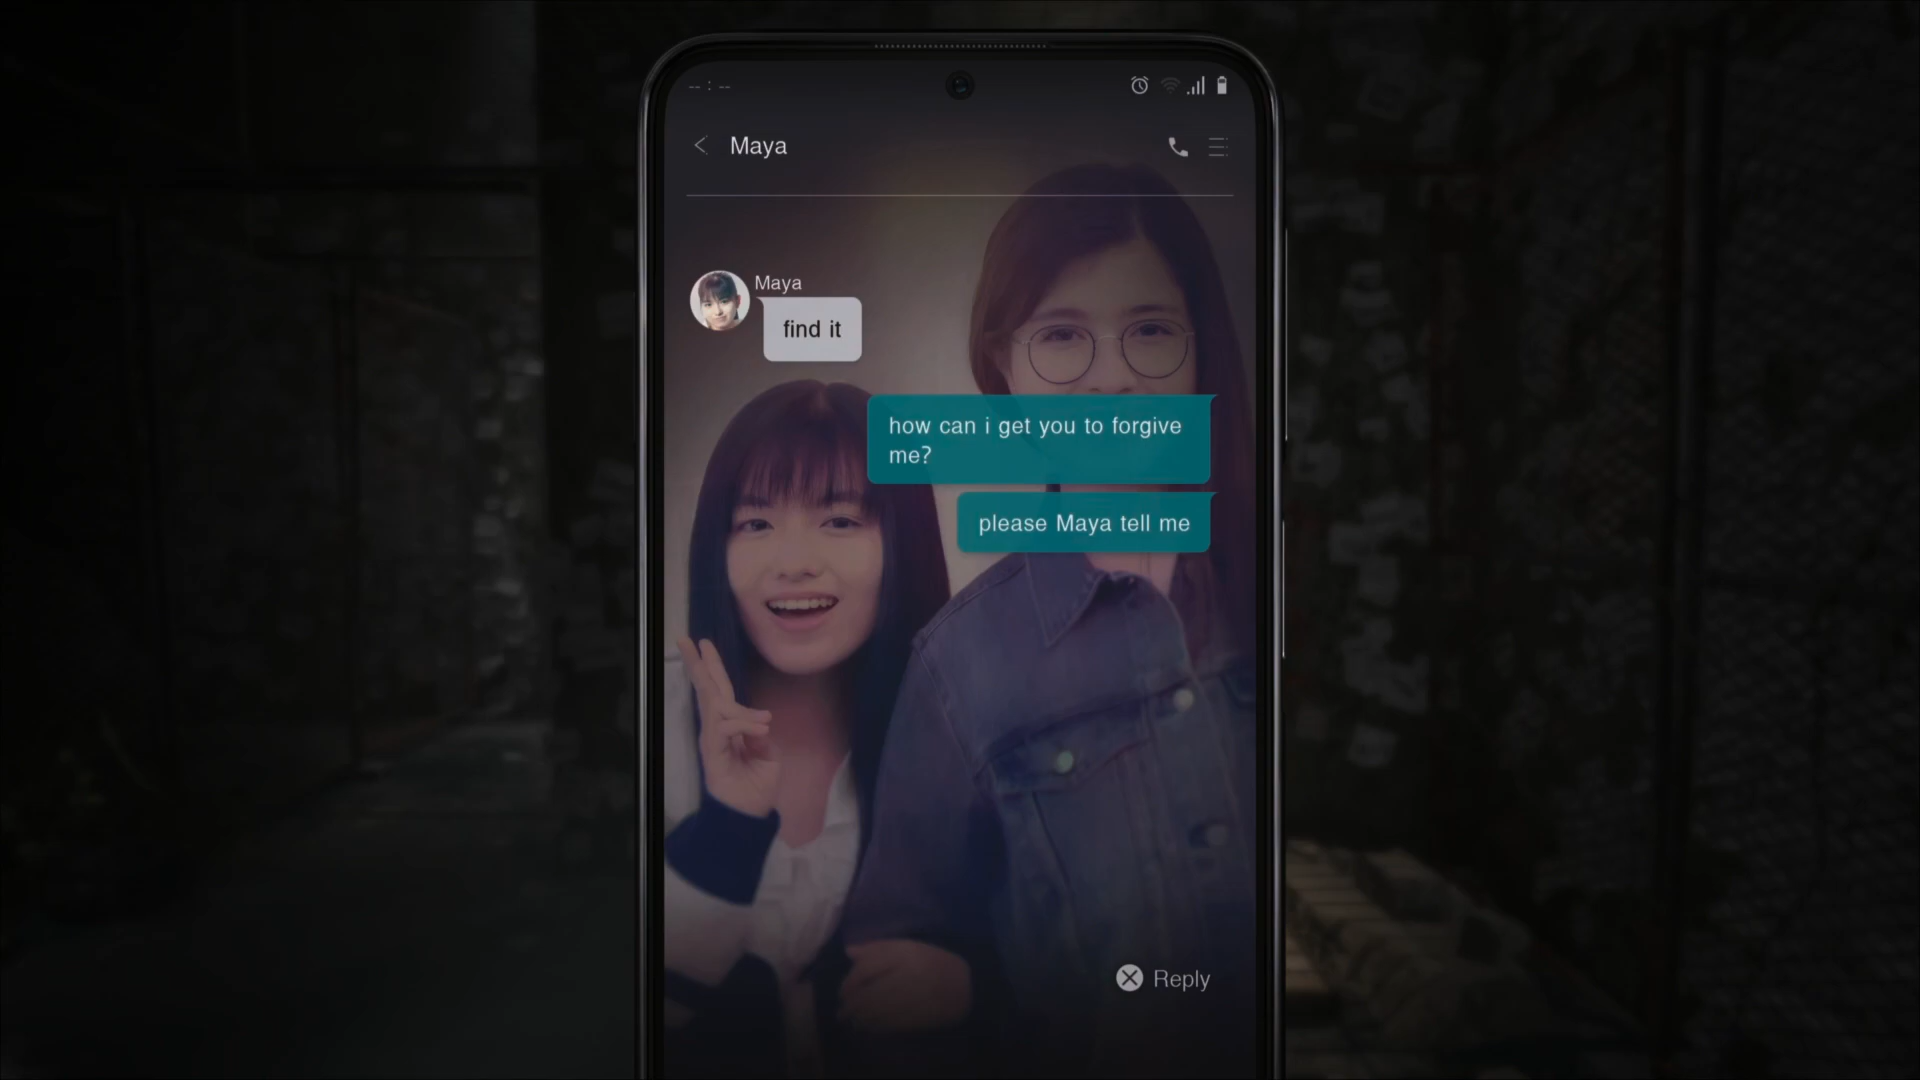 -- : --
Maya
Maya
find it
how can i get you to forgive
me?
please Maya tell me
Reply